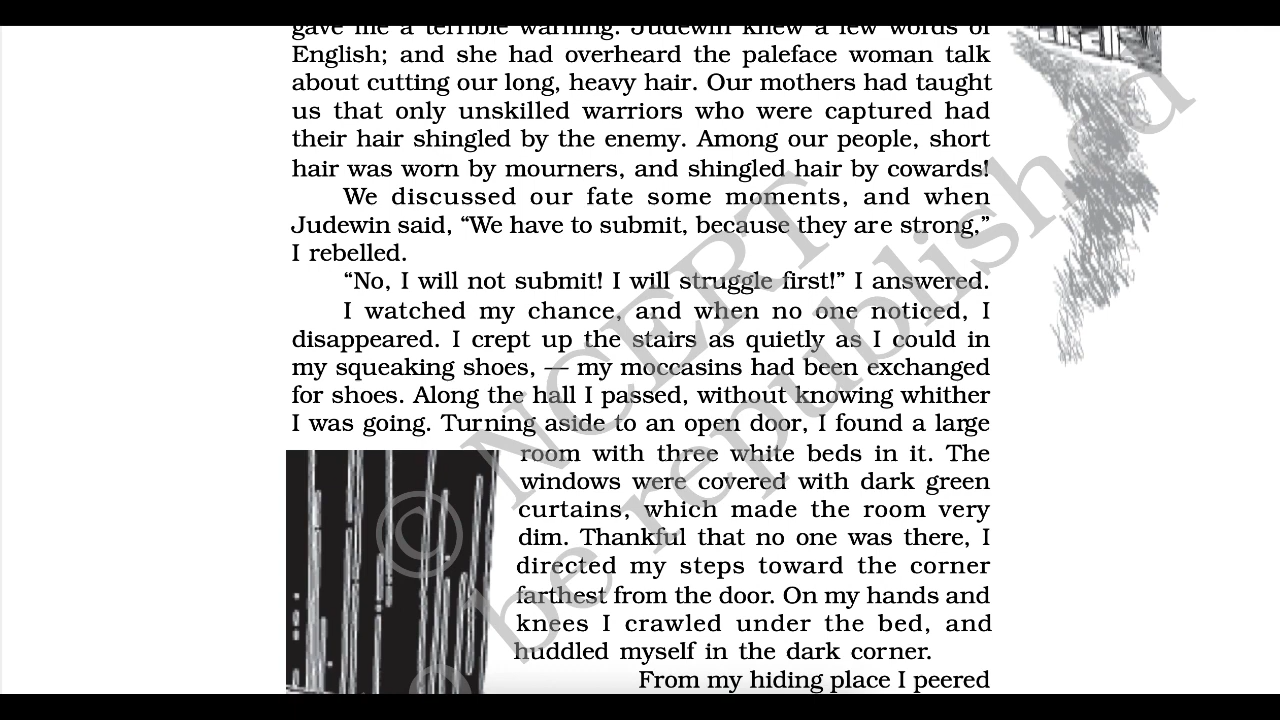 gave me a terrible warning. Judewin knew a few words of
English; and she had overheard the paleface woman talk
about cutting our long, heavy hair. Our mothers had taught
us that only unskilled warriors who were captured had
their hair shingled by the enemy. Among our people, short
hair was worn by mourners, and shingled hair by cowards!
We discussed our fate some moments, and when
Judewin said, “We have to submit, because they are strong,”
I rebelled.
“No, I will not submit! I will struggle first!” I answered.
I watched my chance, and when no one noticed, I
disappeared. I crept up the stairs as quietly as I could in
my squeaking shoes, — my moccasins had been exchanged
for shoes. Along the hall I passed, without knowing whither
I was going. Turning aside to an open door, I found a large
room with three white beds in it. The
windows were covered with dark green
curtains, which made the room very
dim. Thankful that no one was there, I
directed my steps toward the corner
farthest from the door. On my hands and
knees I crawled under the bed, and
huddled myself in the dark corner.
From my hiding place I peered
© NCERT
be republished